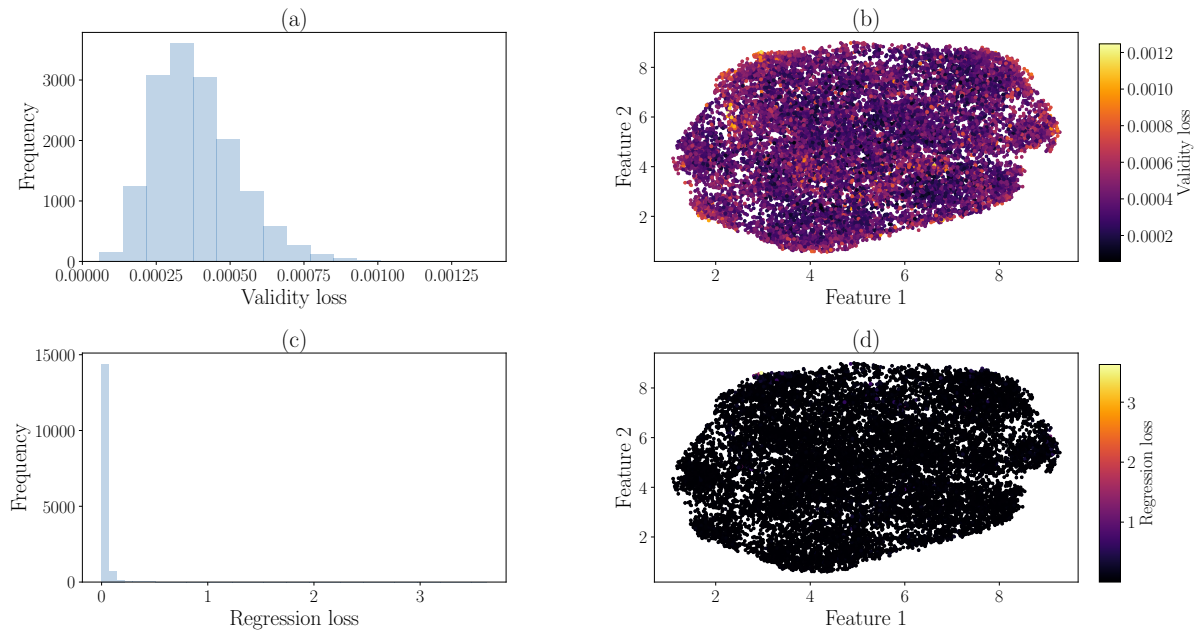 (a)
Frequency
3000
2000
1000
0
0.00000 0.00025 0.00050 0.00075 0.00100 0.00125
Validity loss
(b)
Feature 2
8
6
4
2
2 4 6 8
Feature 1
0.0012
0.0010
0.0008
0.0006
0.0004
0.0002
Validity loss
(c)
Frequency
15000
10000
5000
0
0 1 2 3
Regression loss
(d)
Feature 2
8
6
4
2
2 4 6 8
Feature 1
3
2
1
Regression loss